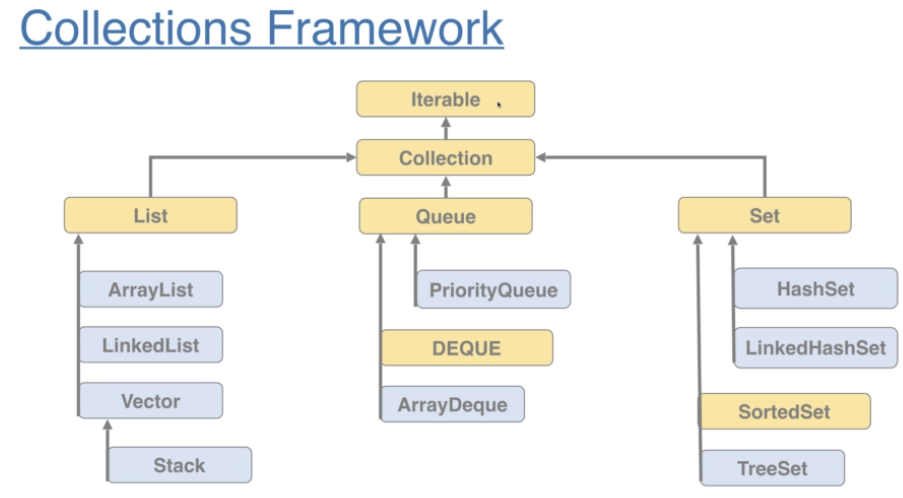 Collections Framework
Iterable
Collection
List
Queue
Set
ArrayList
PriorityQueue
HashSet
LinkedList
DEQUE
LinkedHashSet
Vector
ArrayDeque
SortedSet
Stack
TreeSet